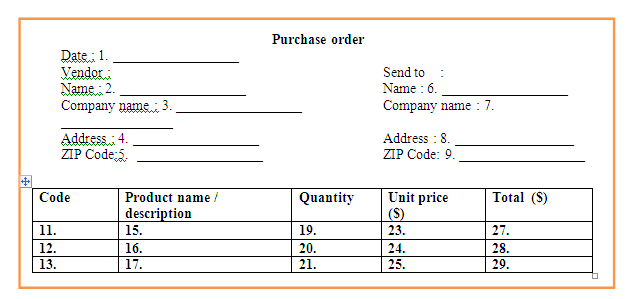 Purchase order
Date : 1. ____________________
Vendor : Send to :
Name : 2. ____________________ Name : 6. ____________________
Company name : 3. ____________________ Company name : 7.
__________________
Address : 4. ____________________ Address : 8. ___________________
ZIP Code:5. ____________________ ZIP Code: 9. ____________________
Code Product name / Quantity Unit price Total ($)
description ($)
11. 15. 19. 23. 27.
12. 16. 20. 24. 28.
13. 17. 21. 25. 29.